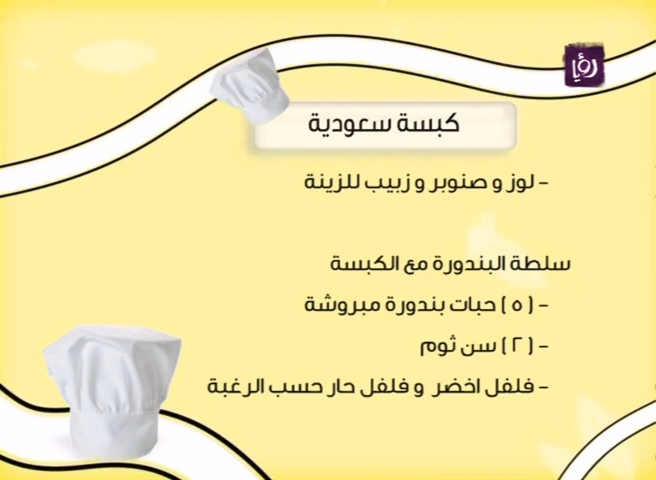 رؤيا
كبسة سعودية
- لوز و صنوبر و زبيب للزينة
سلطة البندورة مع الكبسة
- (٥) حبات بندورة مبروشة
- (٢) سن ثوم
- فلفل اخضر و فلفل حار حسب الرغبة